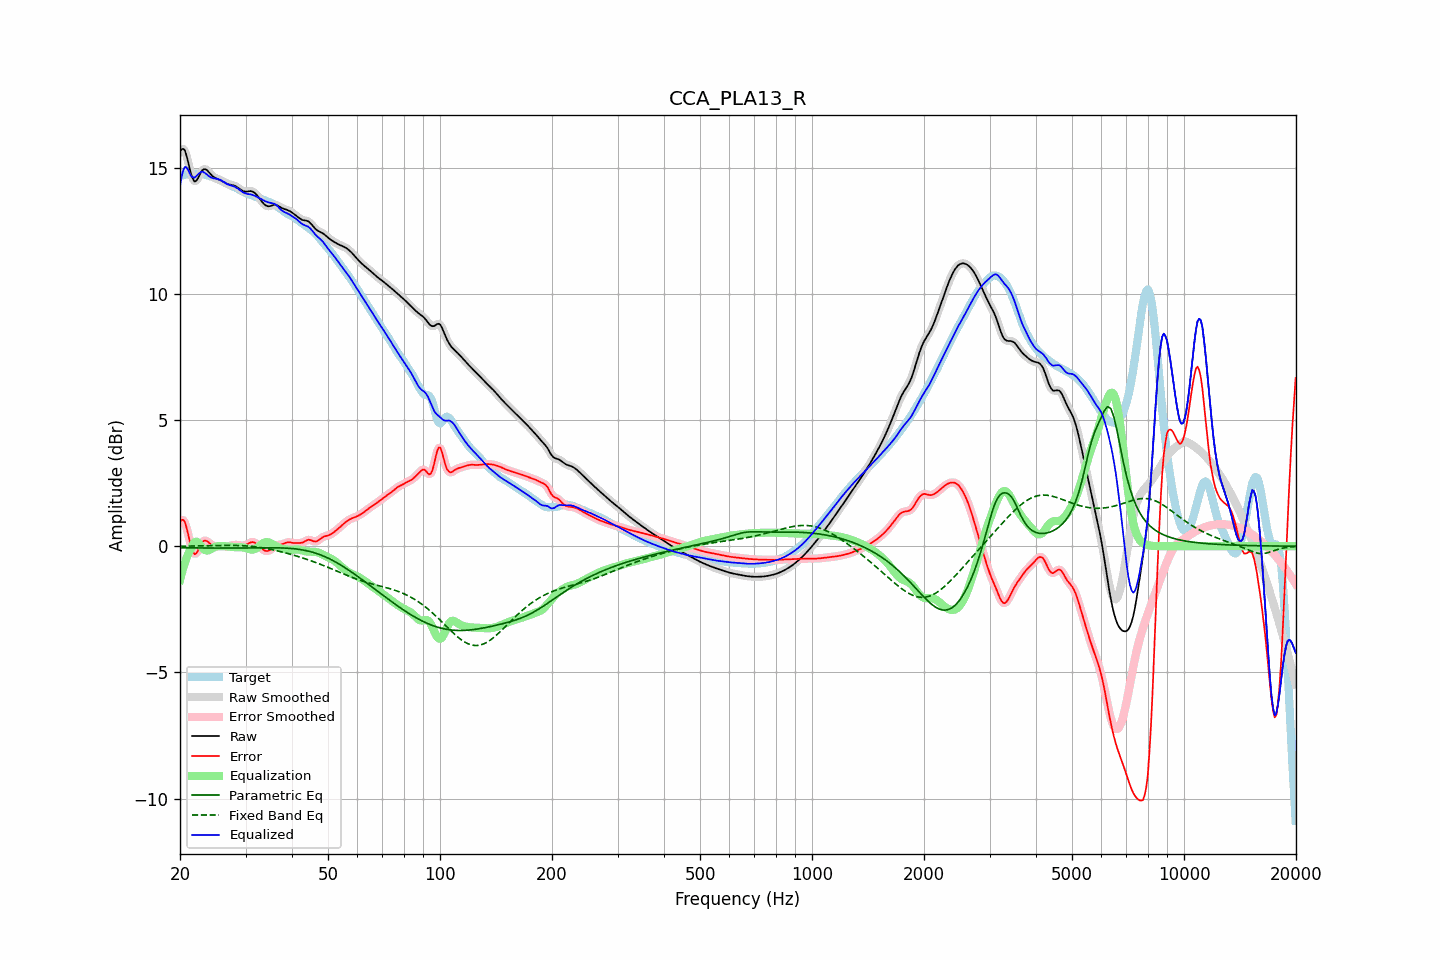 CCA_PLA13_R
Amplitude (dBr)
15
10
5
0
−5
−10
Target
Raw Smoothed
Error Smoothed
Raw
Error
Equalization
Parametric Eq
Fixed Band Eq
Equalized
20 50 100 200 500 1000 2000 5000 10000 20000
Frequency (Hz)